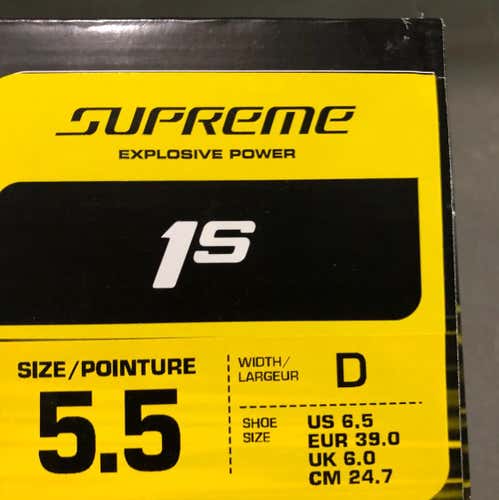 SUPREME
EXPLOSIVE POWER
1S
SIZE/POINTURE
5.5
WIDTH/
LARGEUR
D
SHOE
SIZE
US 6.5
EUR 39.0
UK 6.0
CM 24.7